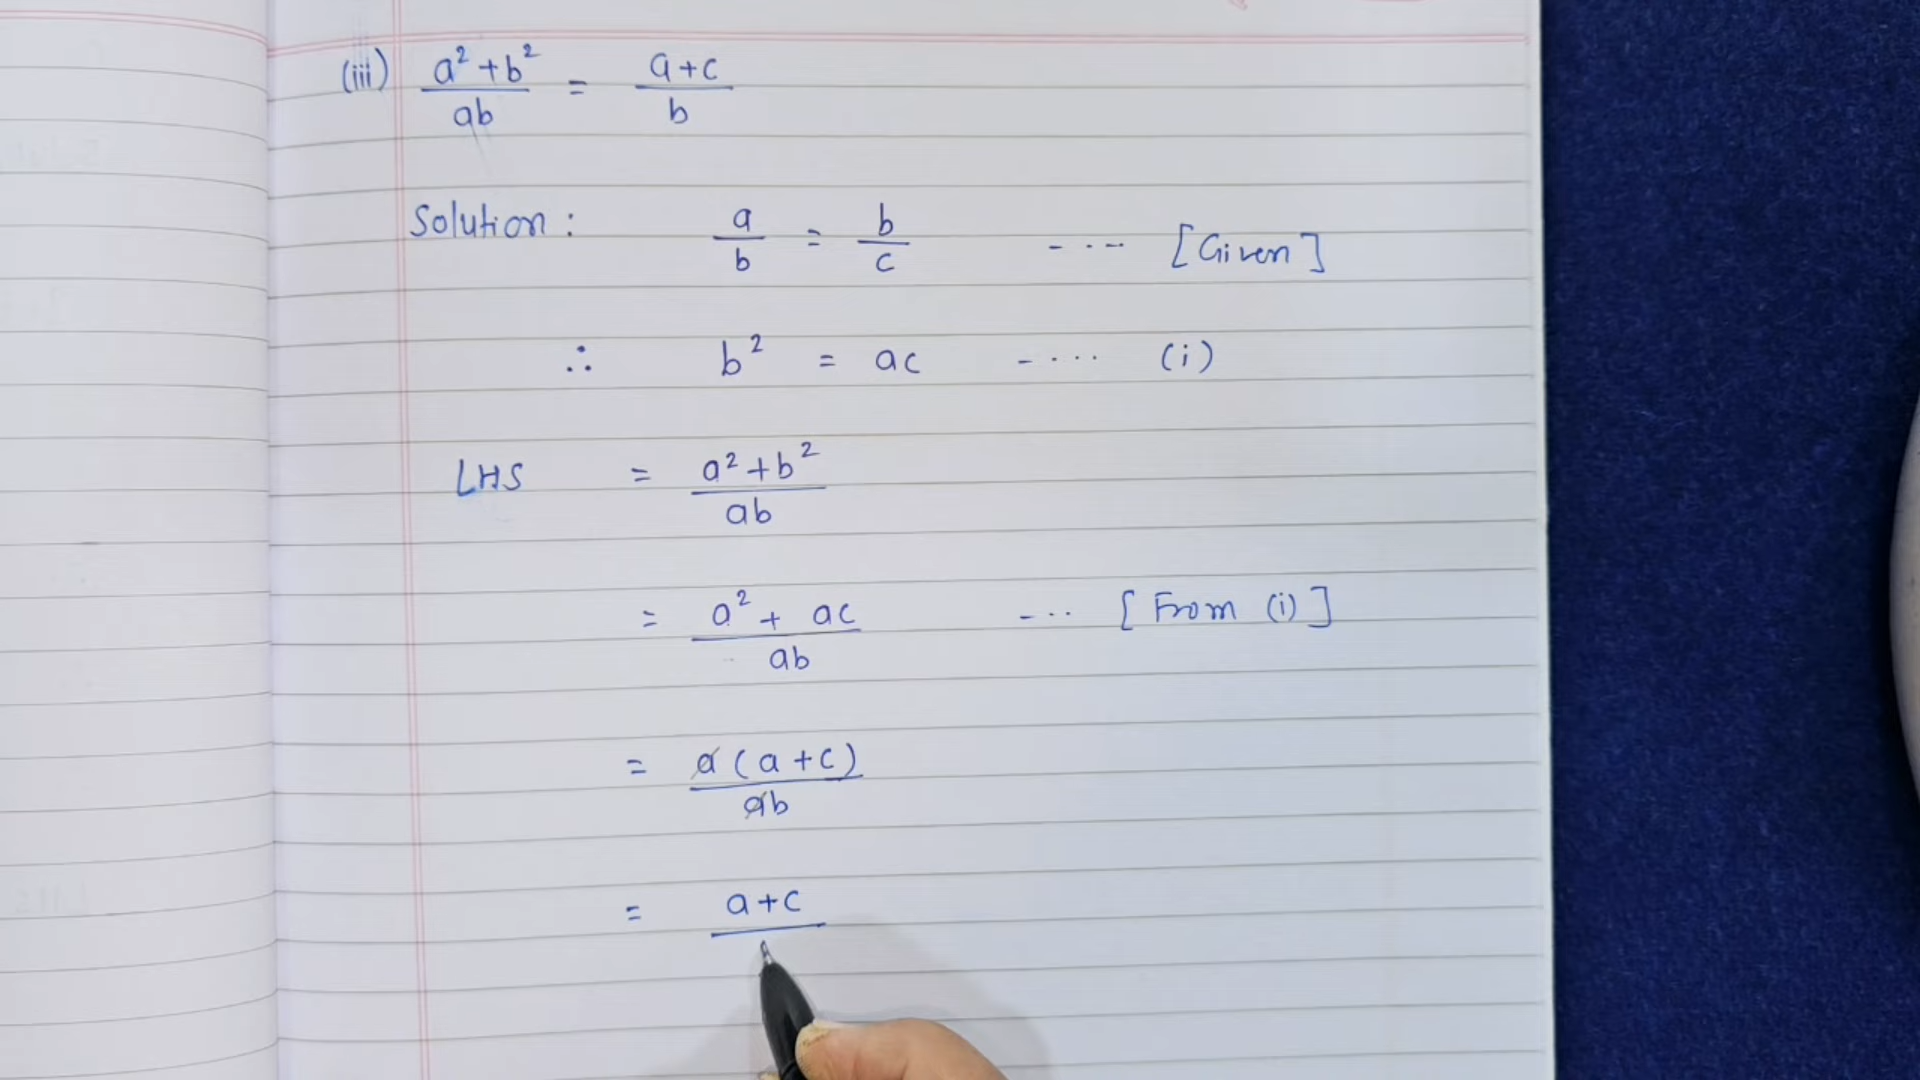 (iii) a²+b²/ab = a+c/b
Solution : a/b = b/c - ·-- [Given]
∴ b² = ac - ··· (i)
LHS = a²+b²/ab
= a² + ac/ab -·· [From (i)]
= a(a+c)/ab
= a+c/